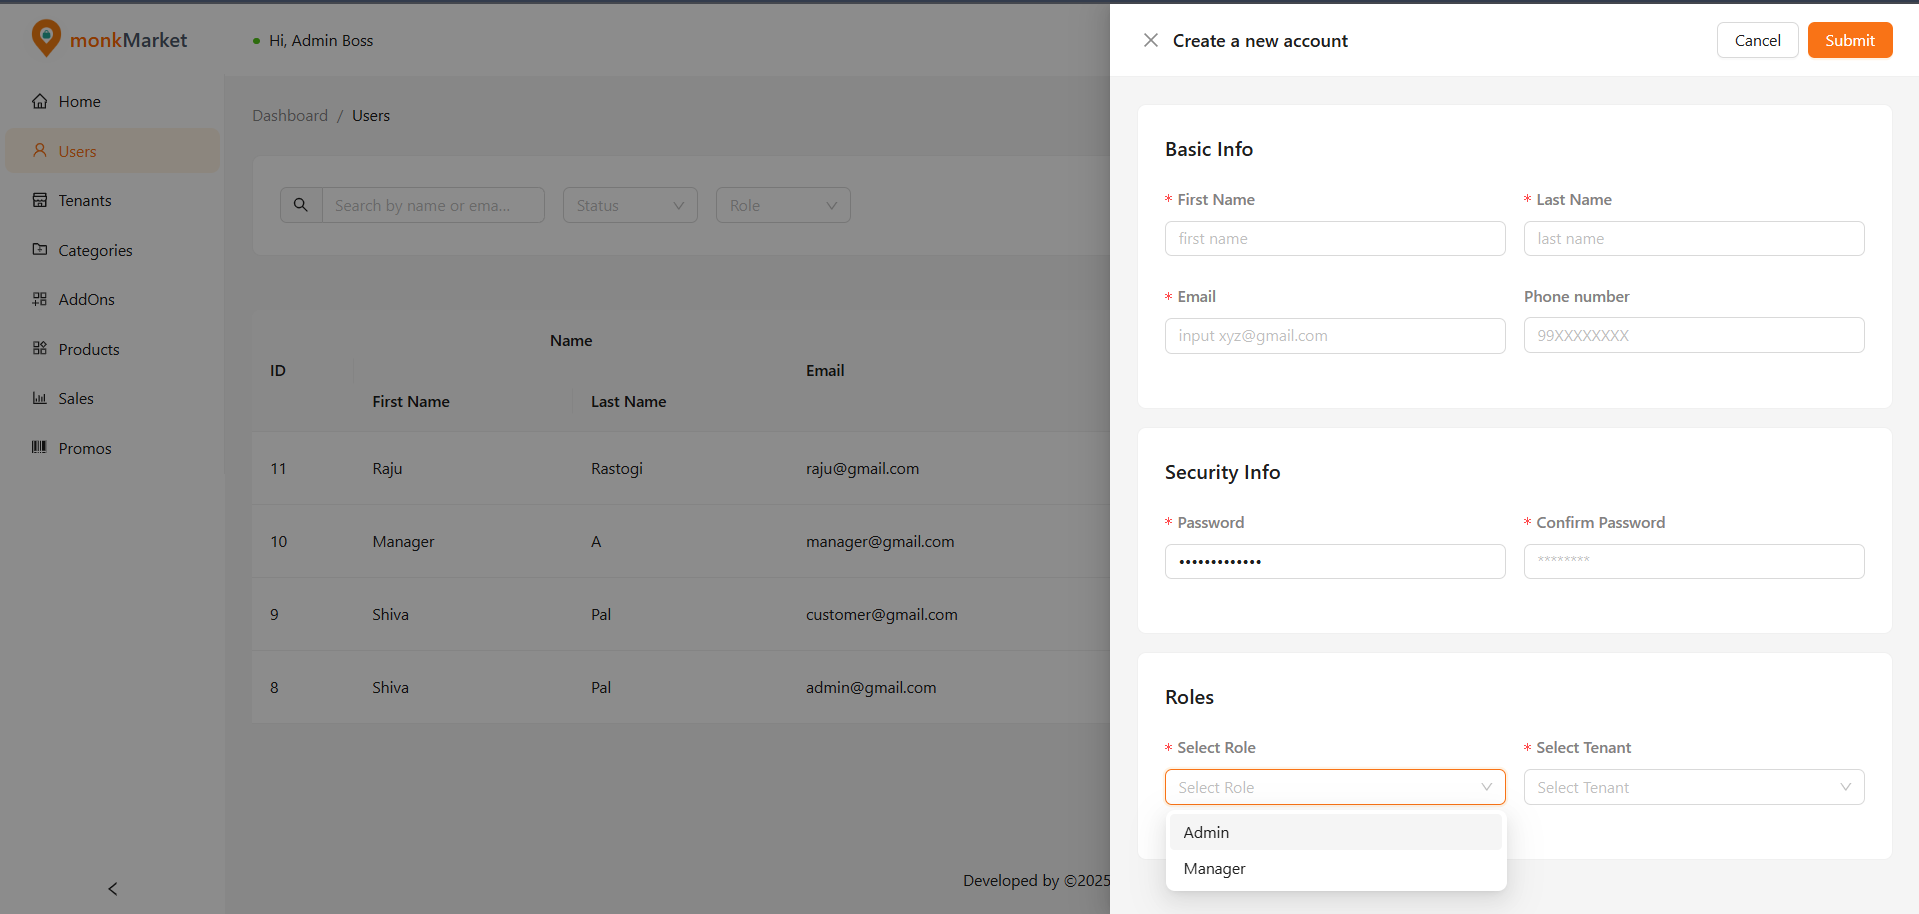 monkMarket
Hi, Admin Boss
Home
Users
Tenants
Categories
AddOns
Products
Sales
Promos
Dashboard / Users
Search by name or ema...
Status
Role
Name
ID
Email
First Name
Last Name
11 Raju Rastogi raju@gmail.com
10 Manager A manager@gmail.com
9 Shiva Pal customer@gmail.com
8 Shiva Pal admin@gmail.com
Developed by ©2025
Create a new account
Cancel
Submit
Basic Info
* First Name
* Last Name
first name
last name
* Email
Phone number
input xyz@gmail.com
99XXXXXXXX
Security Info
* Password
* Confirm Password
•••••••••••••
********
Roles
* Select Role
* Select Tenant
Select Role
Select Tenant
Admin
Manager